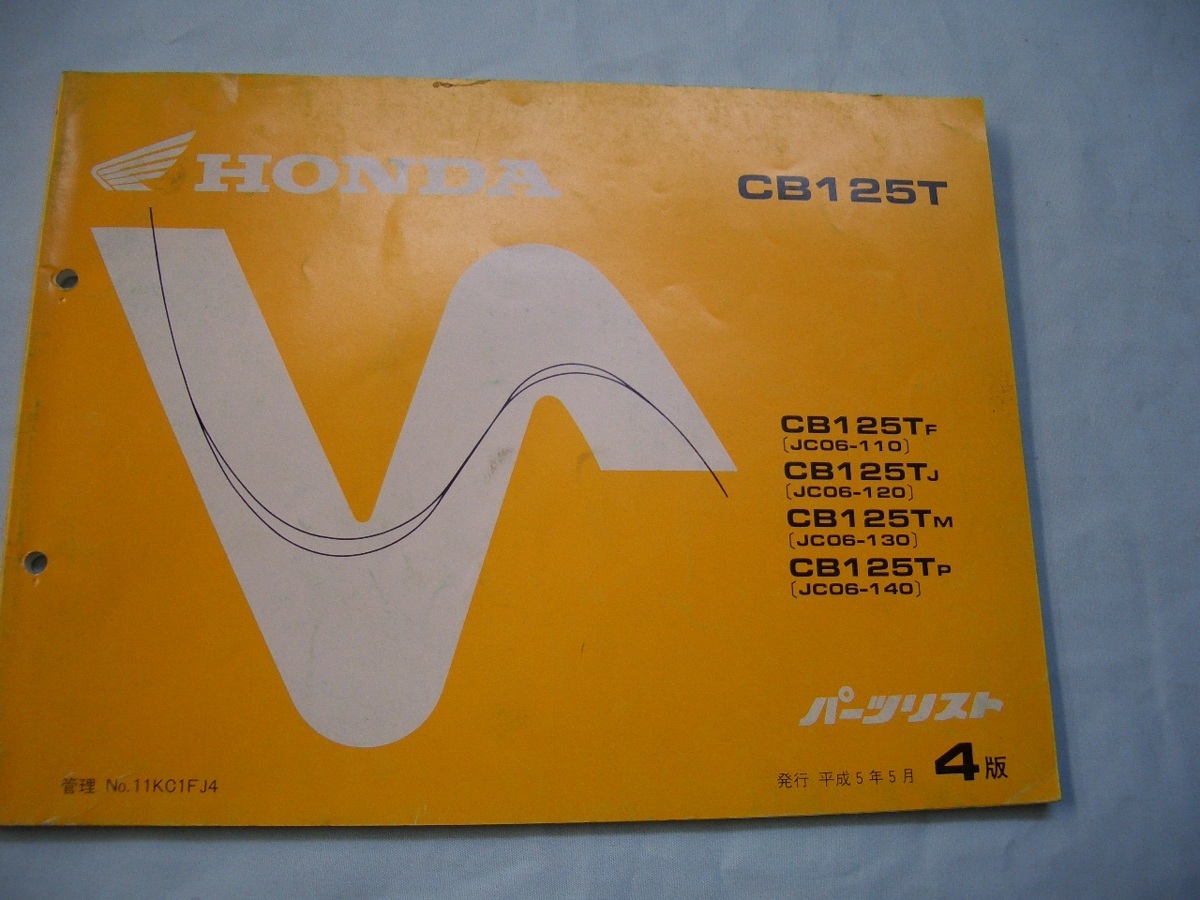 HONDA
CB125T
CB125TF
〔JC06-110〕
CB125TJ
〔JC06-120〕
CB125TM
〔JC06-130〕
CB125TP
〔JC06-140〕
パーツリスト
管理 No.11KC1FJ4
発行 平成5年5月 4版